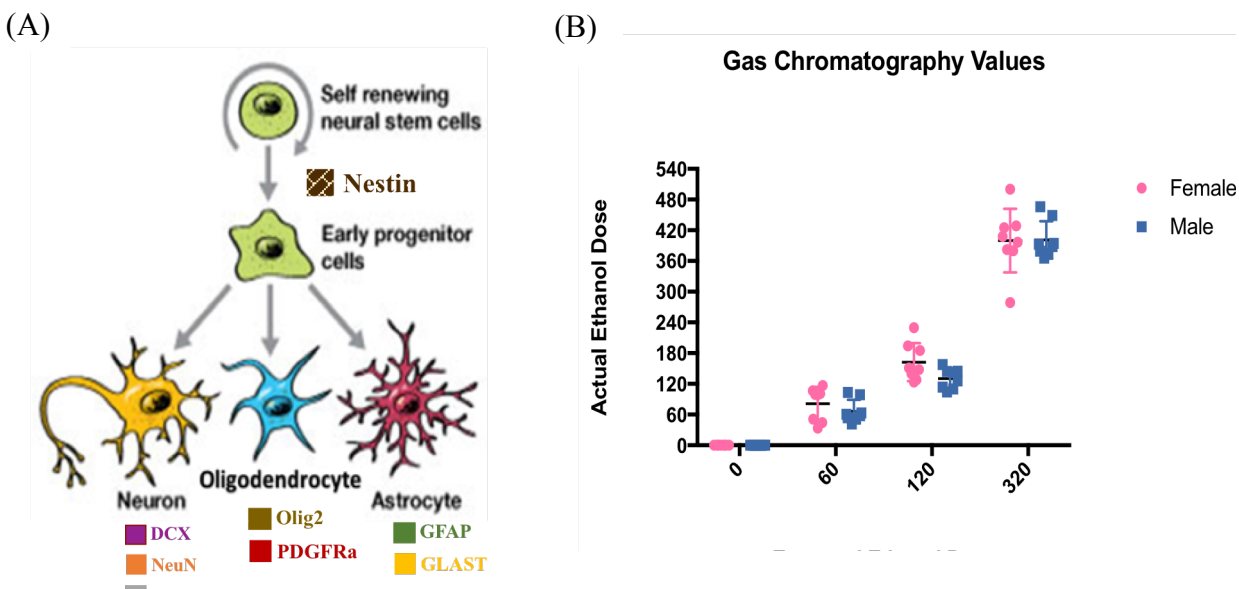 (A)
Self renewing
neural stem cells
Nestin
Early progenitor
cells
Neuron
Oligodendrocyte
Astrocyte
DCX
NeuN
Olig2
PDGFRa
GFAP
GLAST
(B)
Gas Chromatography Values
Actual Ethanol Dose
540
480
420
360
300
240
180
120
60
0
0
60
120
320
Female
Male